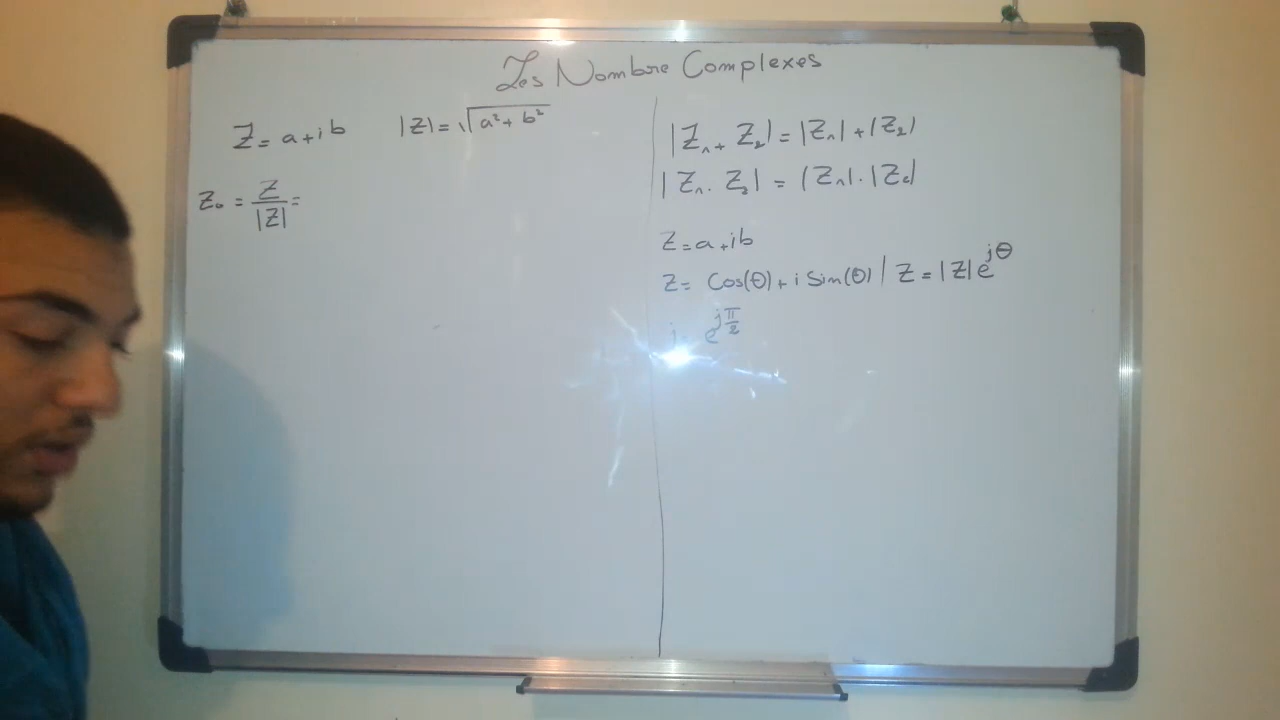 Les Nombre Complexes
Z = a + ib |Z| = √(a² + b²)
Z₀ = Z/|Z| =
|Z₁ + Z₂| = |Z₁| + |Z₂|
|Z₁ . Z₂| = |Z₁| . |Z₂|
Z = a + ib
Z = Cos(θ) + i Sin(θ) / Z = |Z| e^jθ
j e^jπ/2